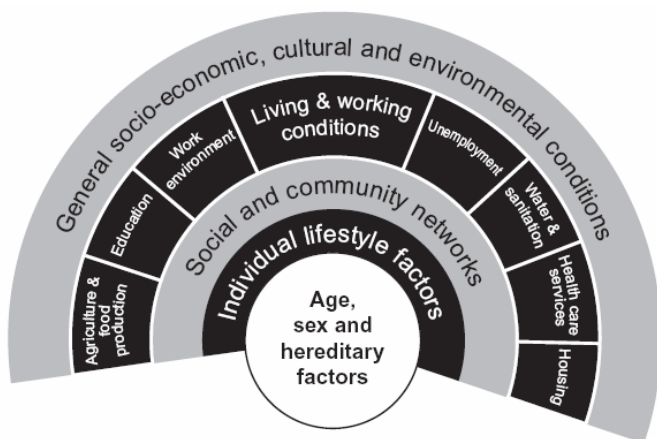 General socio-economic, cultural and environmental conditions
Agriculture &
food
production
Education
Work
environment
Living & working
conditions
Unemployment
Water &
sanitation
Health care
services
Housing
Social and community networks
Individual lifestyle factors
Age,
sex and
hereditary
factors